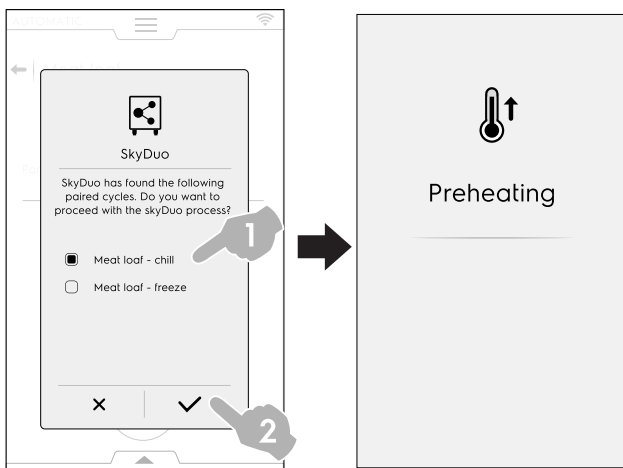 AUTOMATIC
SkyDuo
SkyDuo has found the following
paired cycles. Do you want to
proceed with the skyDuo process?
1
Meat loaf - chill
Meat loaf - freeze
2
Preheating